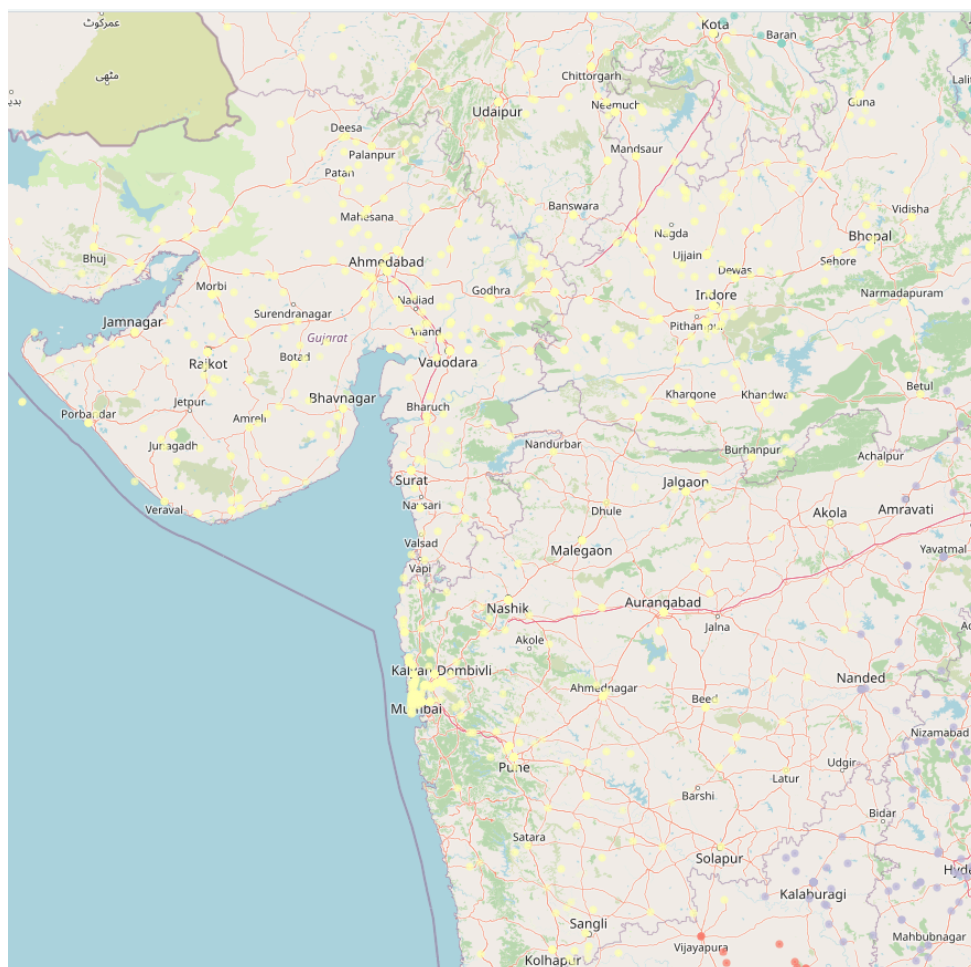 عمرکوٹ
Kota
Baran
مٹھی
Chittorgarh
Neemuch
Guna
Udaipur
Deesa
Palanpur
Mandsaur
Patan
Banswara
Mahesana
Vidisha
Nagda
Bhopal
Bhuj
Ahmedabad
Ujjain
Sehore
Dewas
Morbi
Nadiad
Godhra
Indore
Narmadapuram
Surendranagar
Jamnagar
Gujarat
Anand
Rajkot
Botad
Vadodara
Betul
Jetpur
Bhavnagar
Khargone
Khandwa
Porbandar
Amreli
Bharuch
Junagadh
Nandurbar
Burhanpur
Achalpur
Surat
Jalgaon
Veraval
Navsari
Dhule
Akola
Amravati
Valsad
Malegaon
Yavatmal
Vapi
Nashik
Aurangabad
Jalna
Akole
Kalyan Dombivli
Ahmednagar
Beed
Nanded
Mumbai
Nizamabad
Pune
Udgir
Latur
Barshi
Bidar
Satara
Solapur
Kalaburagi
Sangli
Mahbubnagar
Vijayapura
Kolhapur